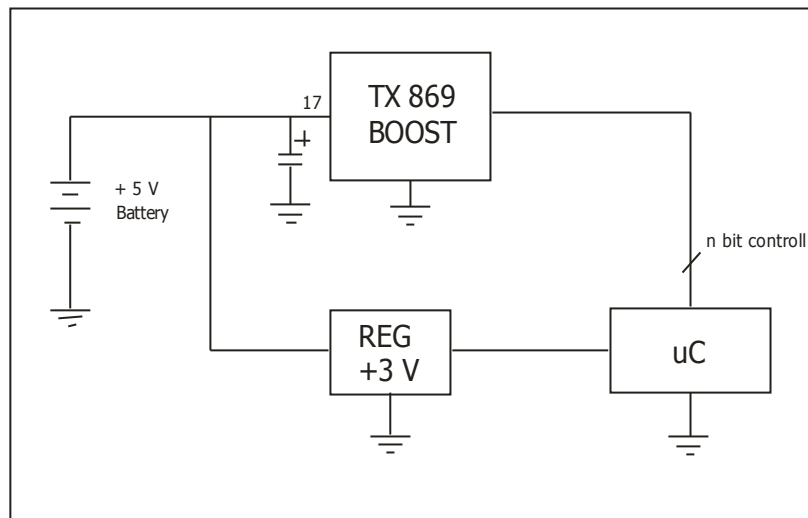 17
TX 869
BOOST
+
+ 5 V
Battery
n bit controll
REG
+3 V
uC